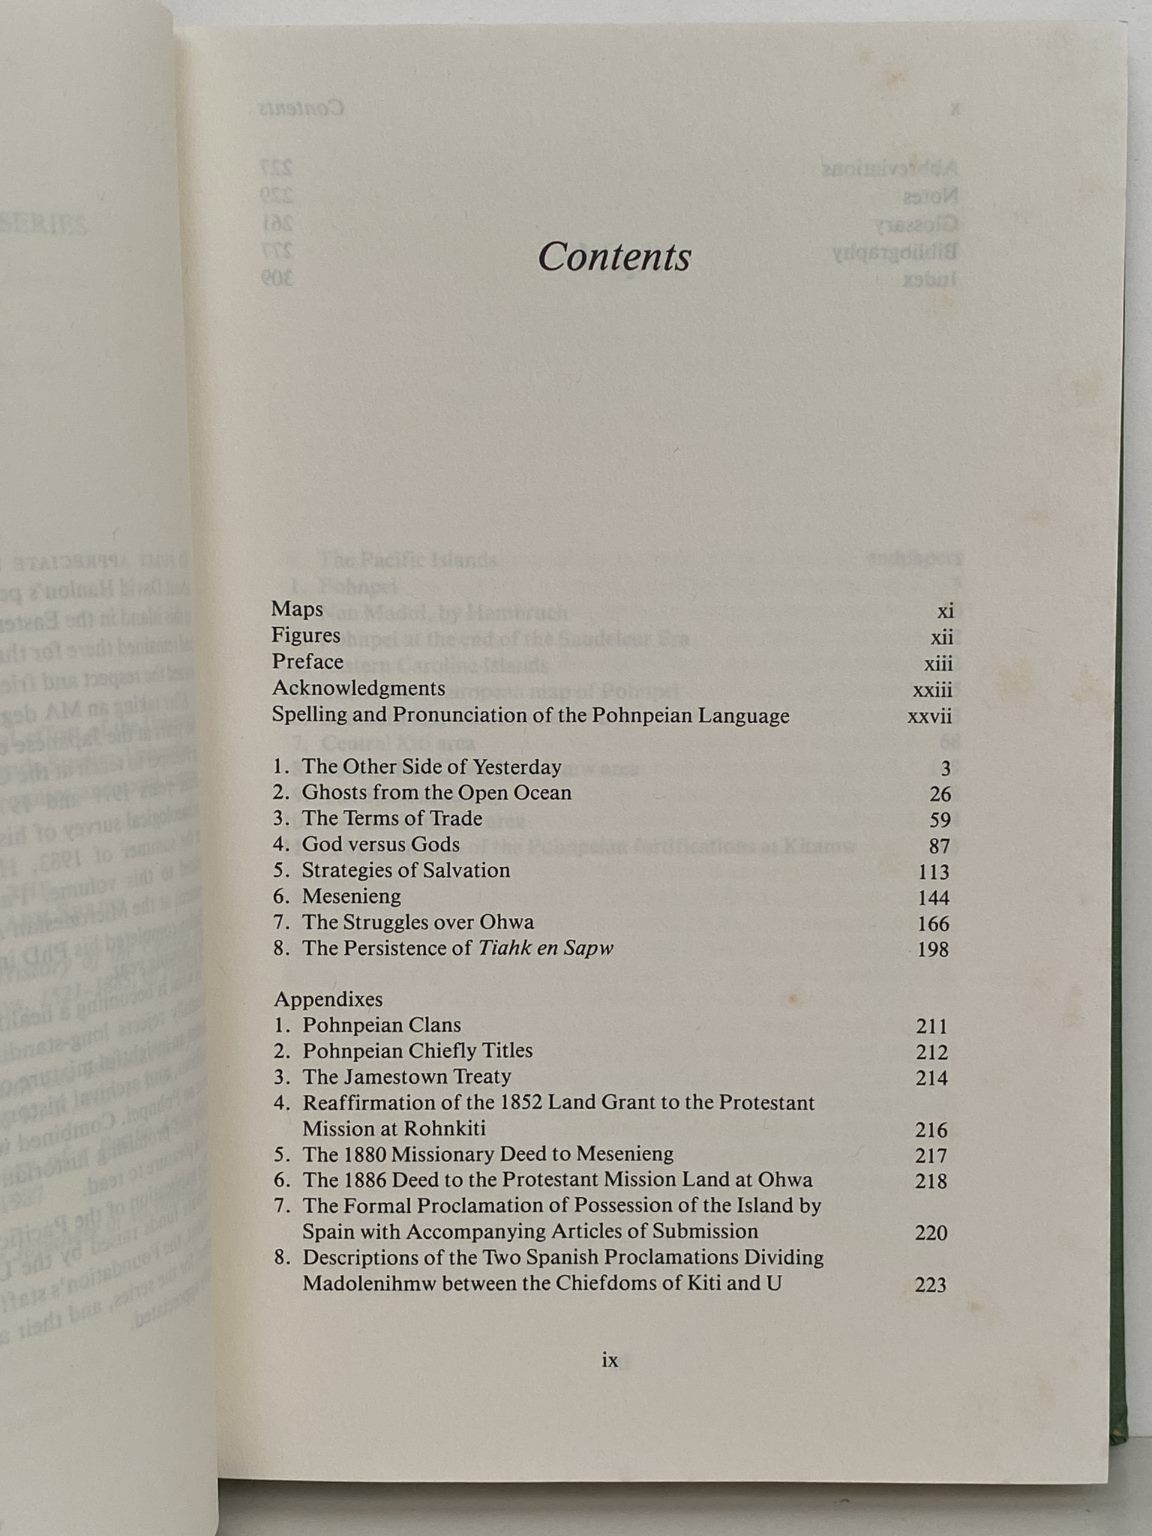 Contents
Maps xi
Figures xii
Preface xiii
Acknowledgments xxiii
Spelling and Pronunciation of the Pohnpeian Language xxvii
1. The Other Side of Yesterday 3
2. Ghosts from the Open Ocean 26
3. The Terms of Trade 59
4. God versus Gods 87
5. Strategies of Salvation 113
6. Mesenieng 144
7. The Struggles over Ohwa 166
8. The Persistence of Tiahk en Sapw 198
Appendixes
1. Pohnpeian Clans 211
2. Pohnpeian Chiefly Titles 212
3. The Jamestown Treaty 214
4. Reaffirmation of the 1852 Land Grant to the Protestant
Mission at Rohnkiti 216
5. The 1880 Missionary Deed to Mesenieng 217
6. The 1886 Deed to the Protestant Mission Land at Ohwa 218
7. The Formal Proclamation of Possession of the Island by
Spain with Accompanying Articles of Submission 220
8. Descriptions of the Two Spanish Proclamations Dividing
Madolenihmw between the Chiefdoms of Kiti and U 223
ix